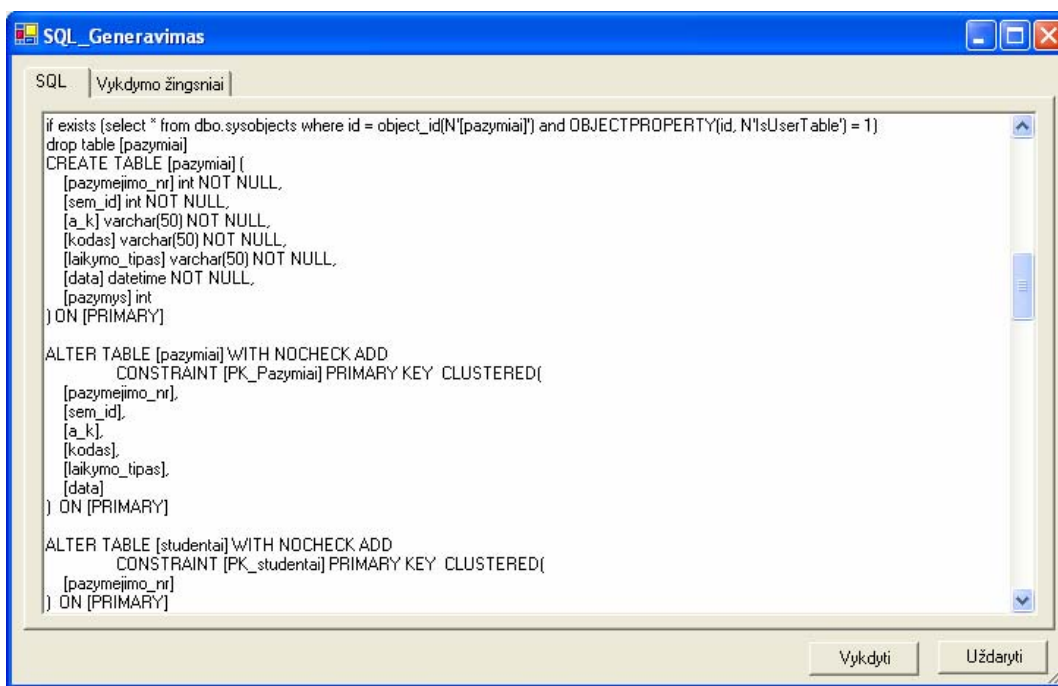 SQL_Generavimas
SQL
Vykdymo žingsniai
if exists (select * from dbo.sysobjects where id = object_id(N'[pazymiai]') and OBJECTPROPERTY(id, N'IsUserTable') = 1)
drop table [pazymiai]
CREATE TABLE [pazymiai] (
[pazymejimo_nr] int NOT NULL,
[sem_id] int NOT NULL,
[a_k] varchar(50) NOT NULL,
[kodas] varchar(50) NOT NULL,
[laikymo_tipas] varchar(50) NOT NULL,
[data] datetime NOT NULL,
[pazymys] int
) ON [PRIMARY]
ALTER TABLE [pazymiai] WITH NOCHECK ADD
CONSTRAINT [PK_Pazymiai] PRIMARY KEY CLUSTERED(
[pazymejimo_nr],
[sem_id],
[a_k],
[kodas],
[laikymo_tipas],
[data]
) ON [PRIMARY]
ALTER TABLE [studentai] WITH NOCHECK ADD
CONSTRAINT [PK_studentai] PRIMARY KEY CLUSTERED(
[pazymejimo_nr]
) ON [PRIMARY]
Vykdyti
Uždaryti